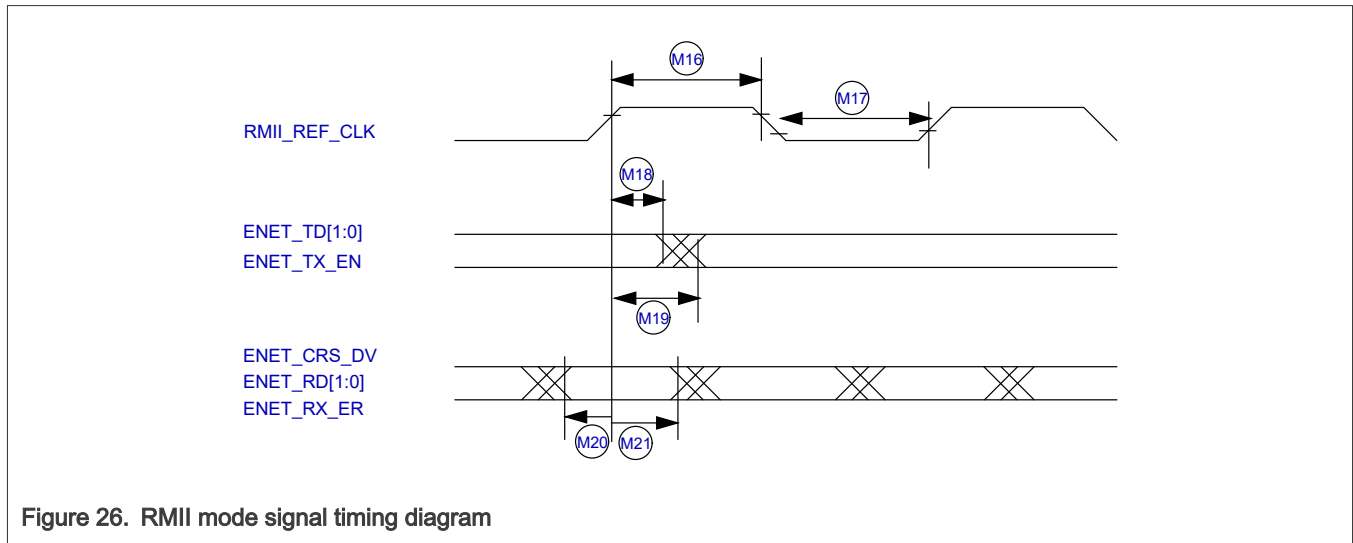 M16
M17
RMII_REF_CLK
M18
ENET_TD[1:0]
ENET_TX_EN
M19
ENET_CRS_DV
ENET_RD[1:0]
ENET_RX_ER
M20
M21
Figure 26. RMII mode signal timing diagram